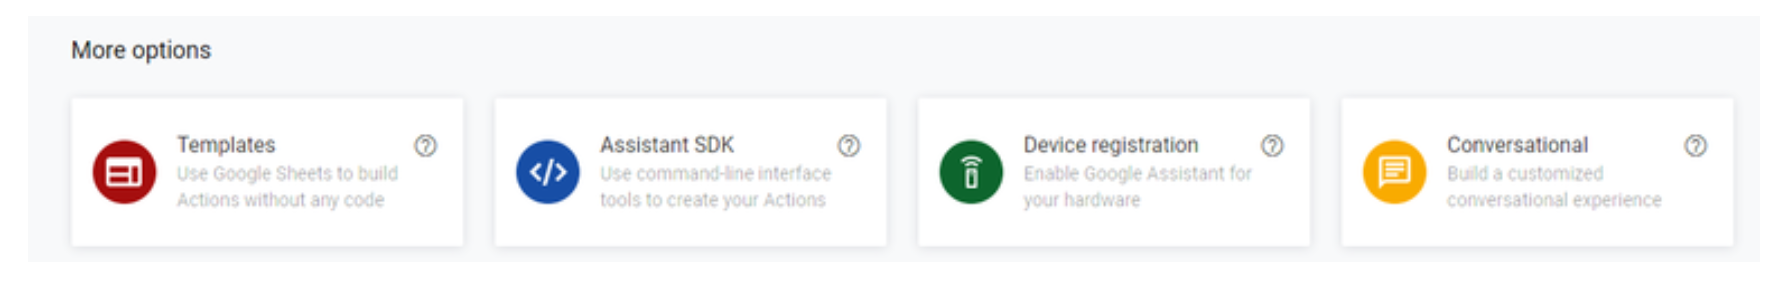 More options
Templates
Use Google Sheets to build
Actions without any code
Assistant SDK
Use command-line interface
tools to create your Actions
Device registration
Enable Google Assistant for
your hardware
Conversational
Build a customized
conversational experience